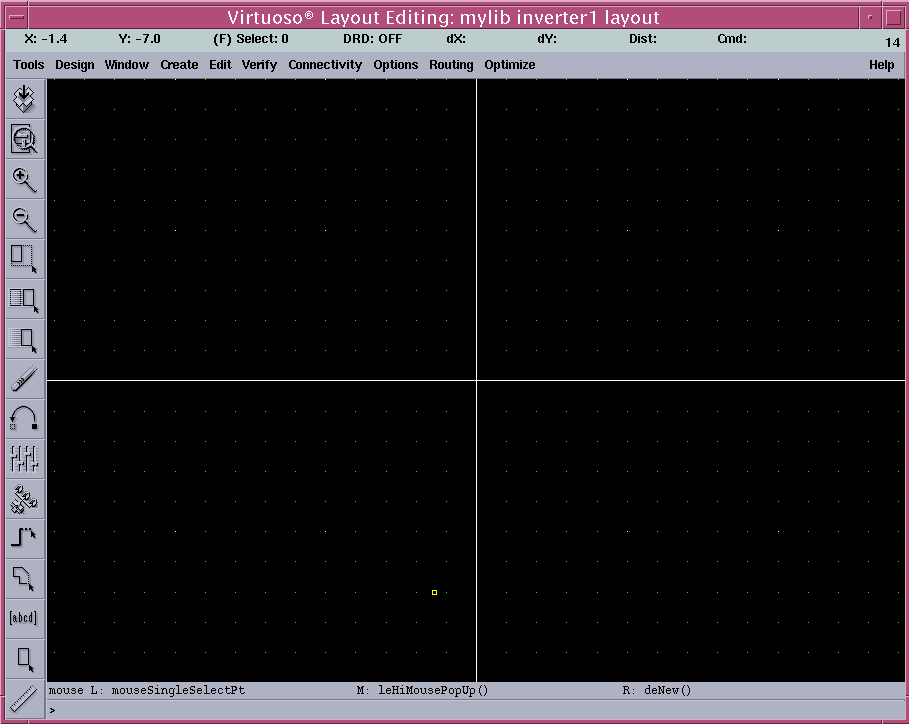 Virtuoso® Layout Editing: mylib inverter1 layout
X: -1.4 Y: -7.0 (F) Select: 0 DRD: OFF dX: dY: Dist: Cmd: 14
Tools Design Window Create Edit Verify Connectivity Options Routing Optimize Help
[abcd]
mouse L: mouseSingleSelectPt M: leHiMousePopUp() R: deNew()
>